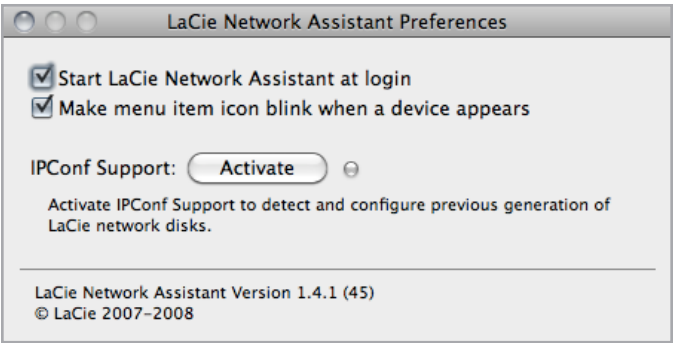 LaCie Network Assistant Preferences
Start LaCie Network Assistant at login
Make menu item icon blink when a device appears
IPConf Support: Activate
Activate IPConf Support to detect and configure previous generation of
LaCie network disks.
LaCie Network Assistant Version 1.4.1 (45)
© LaCie 2007–2008